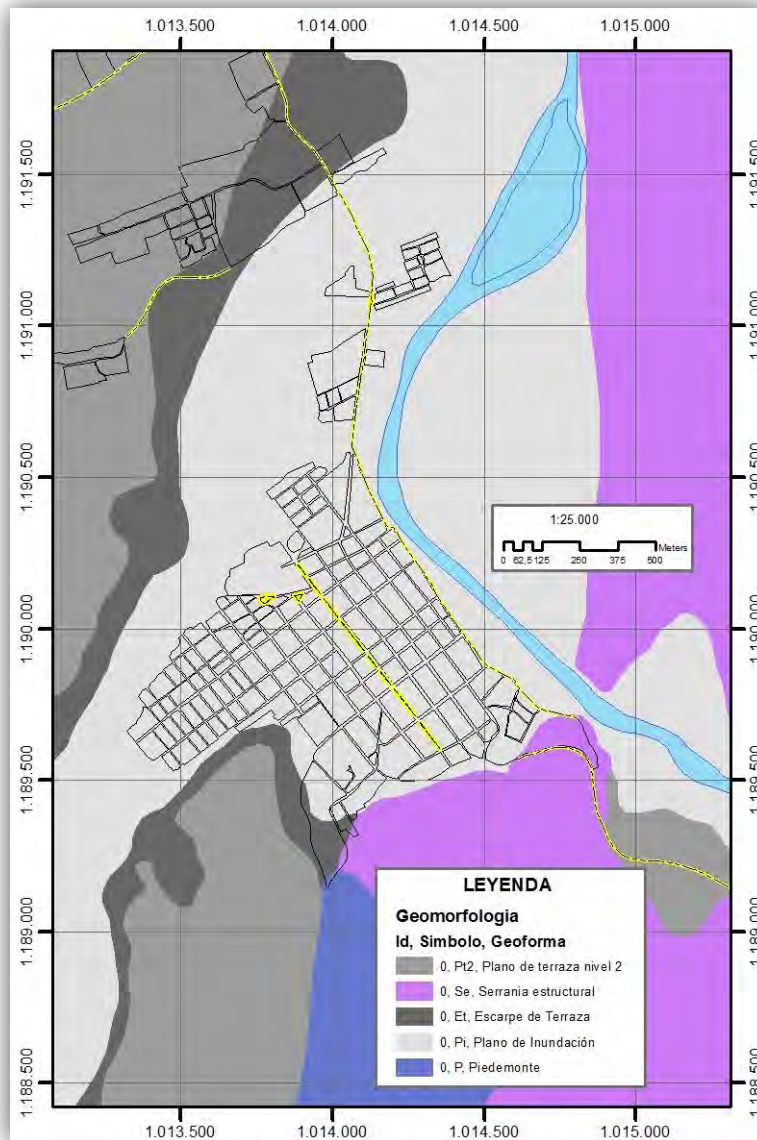 1.013.500 1.014.000 1.014.500 1.015.000
1.191.500 1.191.500
1.191.000 1.191.000
1.190.500 1.190.500
1:25.000
Meters
0 62,5 125 250 375 500
1.190.000 1.190.000
1.189.500 1.189.500
LEYENDA
Geomorfologia
Id, Simbolo, Geoforma
0, Pt2, Plano de terraza nivel 2
0, Se, Serrania estructural
0, Et, Escarpe de Terraza
0, Pi, Plano de Inundación
0, P, Piedemonte
1.189.000 1.189.000
1.188.500 1.188.500
1.013.500 1.014.000 1.014.500 1.015.000